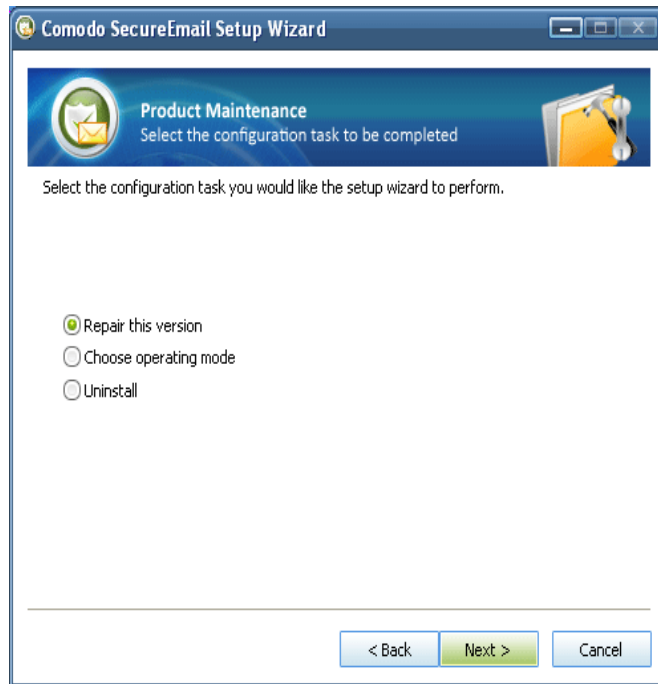 Comodo SecureEmail Setup Wizard
Product Maintenance
Select the configuration task to be completed
Select the configuration task you would like the setup wizard to perform.
Repair this version
Choose operating mode
Uninstall
< Back
Next >
Cancel